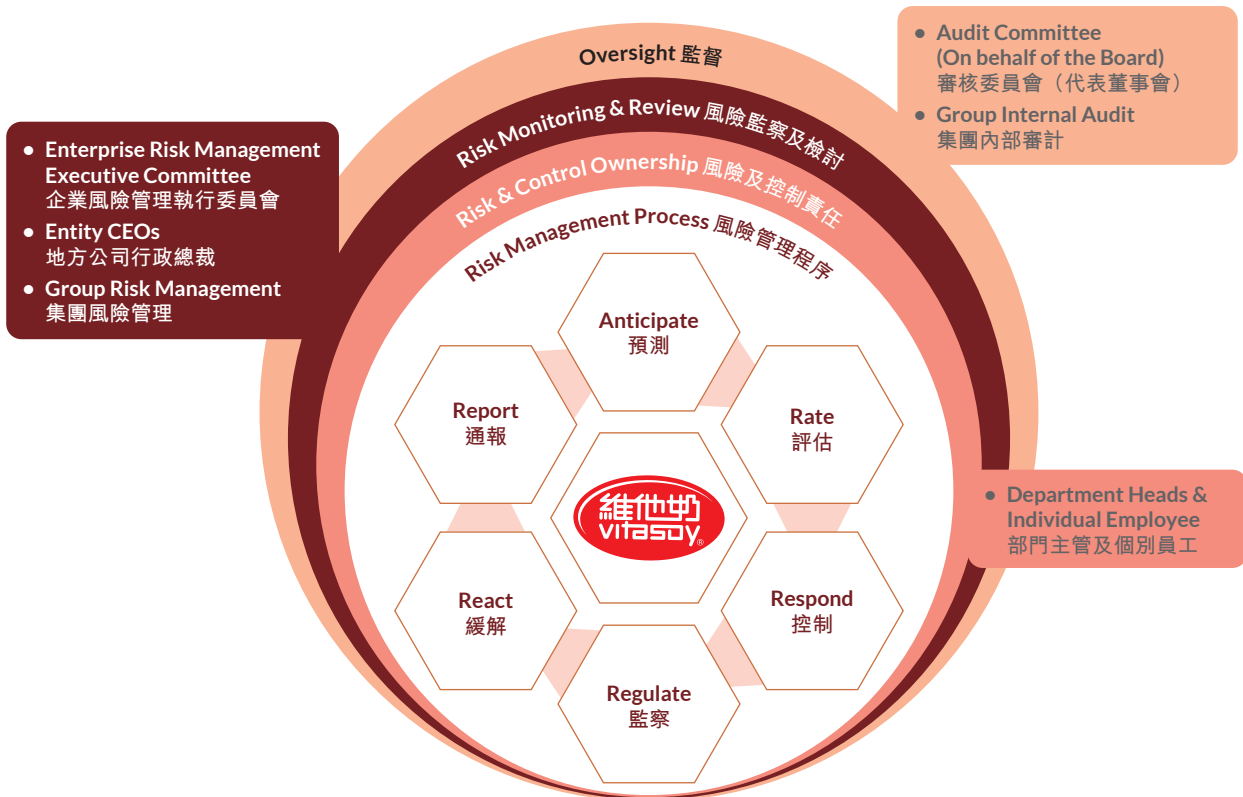 Oversight 監督
Risk Monitoring & Review 風險監察及檢討
Risk & Control Ownership 風險及控制責任
Risk Management Process 風險管理程序
• Audit Committee
(On behalf of the Board)
審核委員會（代表董事會）
• Group Internal Audit
集團內部審計
• Enterprise Risk Management
Executive Committee
企業風險管理執行委員會
• Entity CEOs
地方公司行政總裁
• Group Risk Management
集團風險管理
Anticipate
預測
Rate
評估
Respond
控制
Regulate
監察
React
緩解
Report
通報
維他奶
vitasoy®
• Department Heads &
Individual Employee
部門主管及個別員工